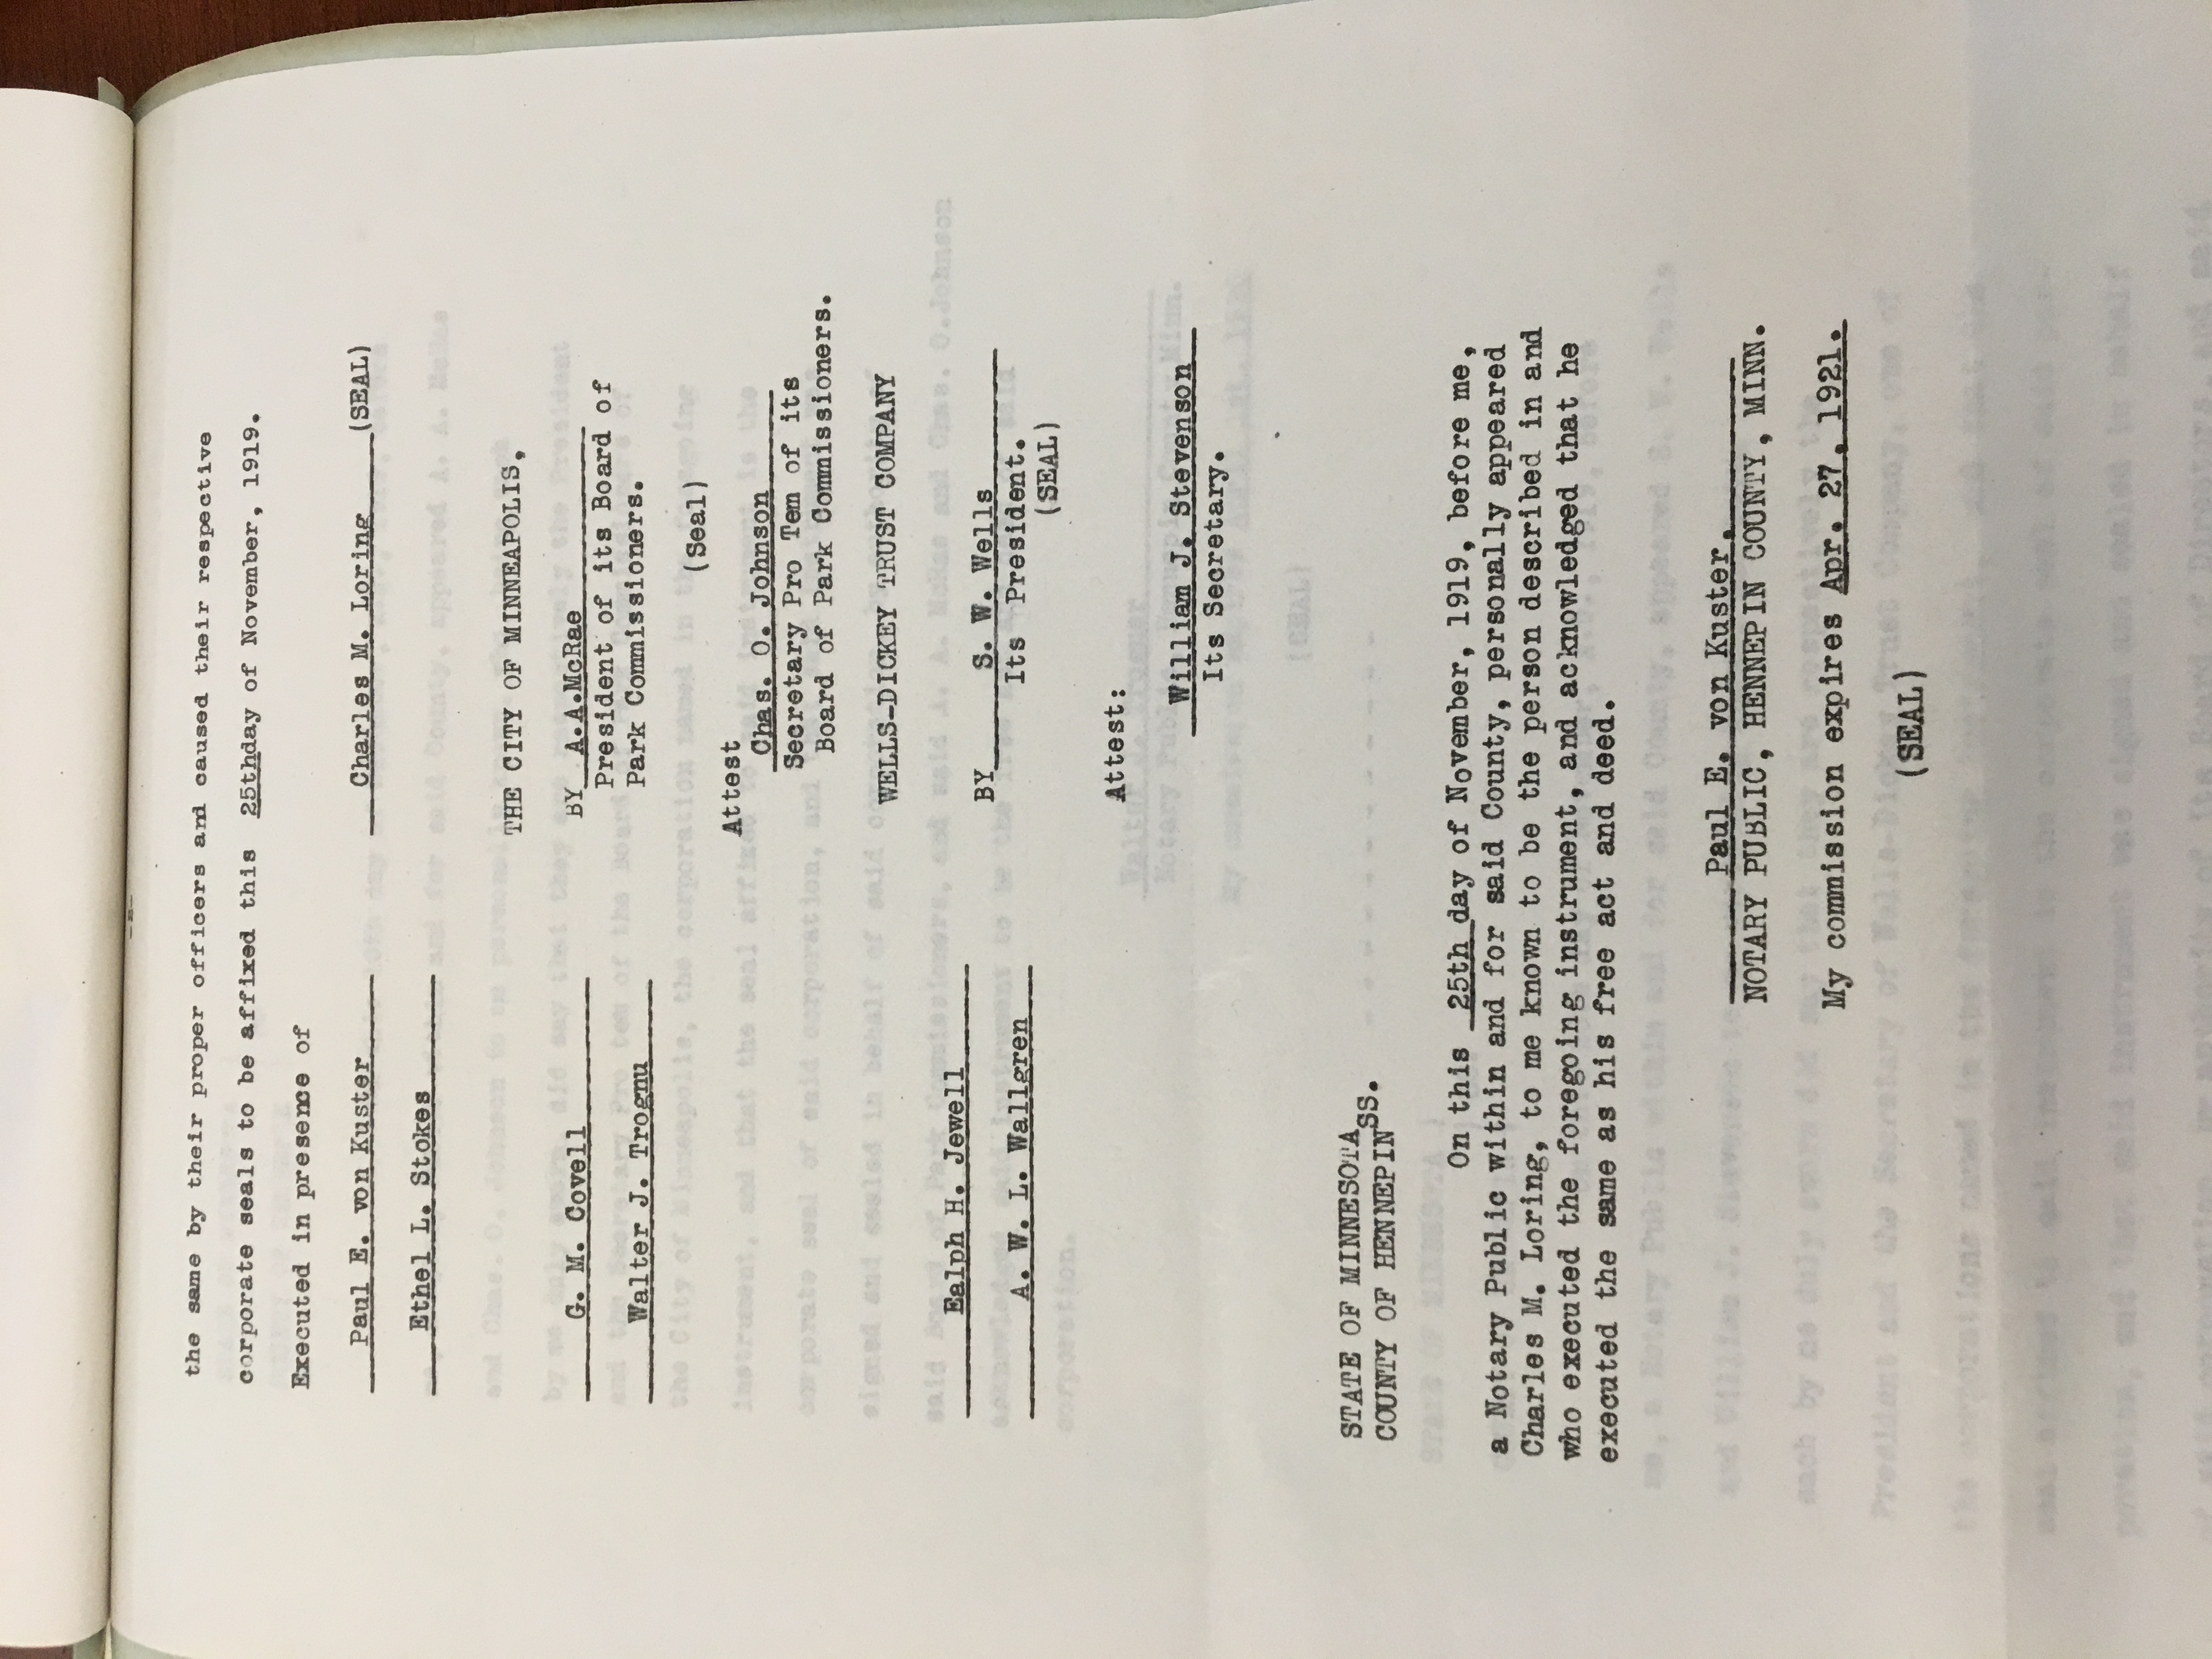 -2-
the same by their proper officers and caused their respective
corporate seals to be affixed this 25thday of November, 1919.
Executed in presence of
Paul E. von Kuster Charles M. Loring (SEAL)
Ethel L. Stokes
THE CITY OF MINNEAPOLIS,
G. M. Covell BY A.A.McRae
President of its Board of
Walter J. Trognu Park Commissioners.
(Seal)
Attest
Chas. O. Johnson
Secretary Pro Tem of its
Board of Park Commissioners.
WELLS-DICKEY TRUST COMPANY
Ealph H. Jewell
BY S. W. Wells
A. W. L. Wallgren Its President.
(SEAL)
Attest:
William J. Stevenson
Its Secretary.
STATE OF MINNESOTA
SS.
COUNTY OF HENNEPIN
On this 25th day of November, 1919, before me,
a Notary Public within and for said County, personally appeared
Charles M. Loring, to me known to be the person described in and
who executed the foregoing instrument, and acknowledged that he
executed the same as his free act and deed.
Paul E. von Kuster.
NOTARY PUBLIC, HENNEPIN COUNTY, MINN.
My commission expires Apr. 27, 1921.
(SEAL)